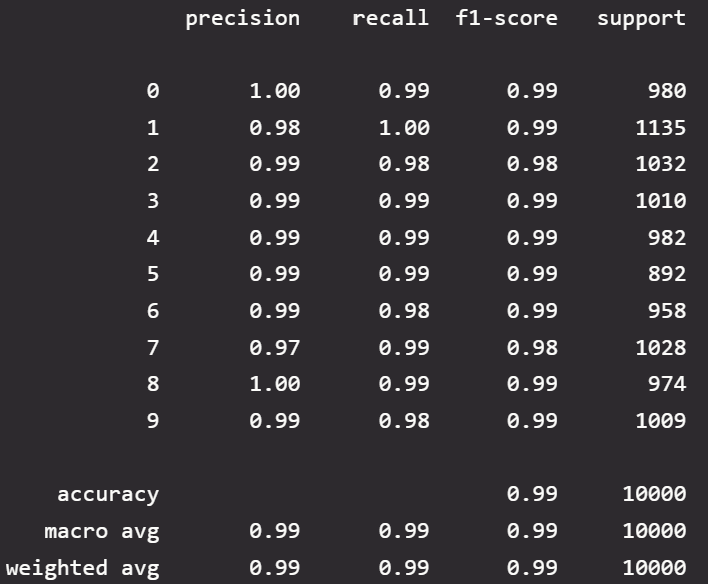 precision recall f1-score support
0 1.00 0.99 0.99 980
1 0.98 1.00 0.99 1135
2 0.99 0.98 0.98 1032
3 0.99 0.99 0.99 1010
4 0.99 0.99 0.99 982
5 0.99 0.99 0.99 892
6 0.99 0.98 0.99 958
7 0.97 0.99 0.98 1028
8 1.00 0.99 0.99 974
9 0.99 0.98 0.99 1009
accuracy 0.99 10000
macro avg 0.99 0.99 0.99 10000
weighted avg 0.99 0.99 0.99 10000